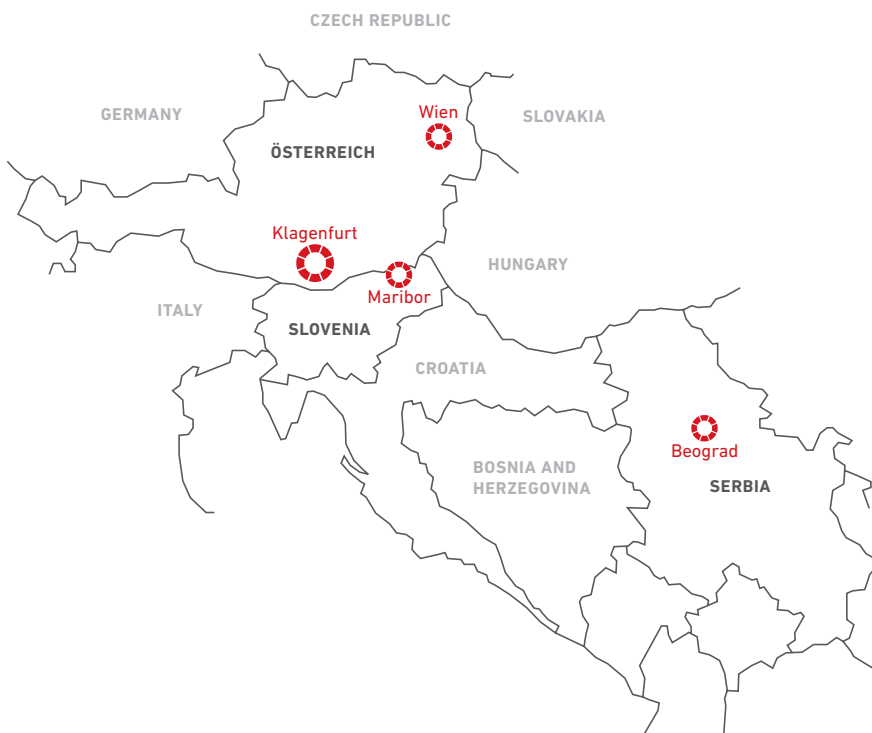 CZECH REPUBLIC
GERMANY
Wien
SLOVAKIA
ÖSTERREICH
Klagenfurt
HUNGARY
Maribor
ITALY
SLOVENIA
CROATIA
Beograd
BOSNIA AND
HERZEGOVINA
SERBIA